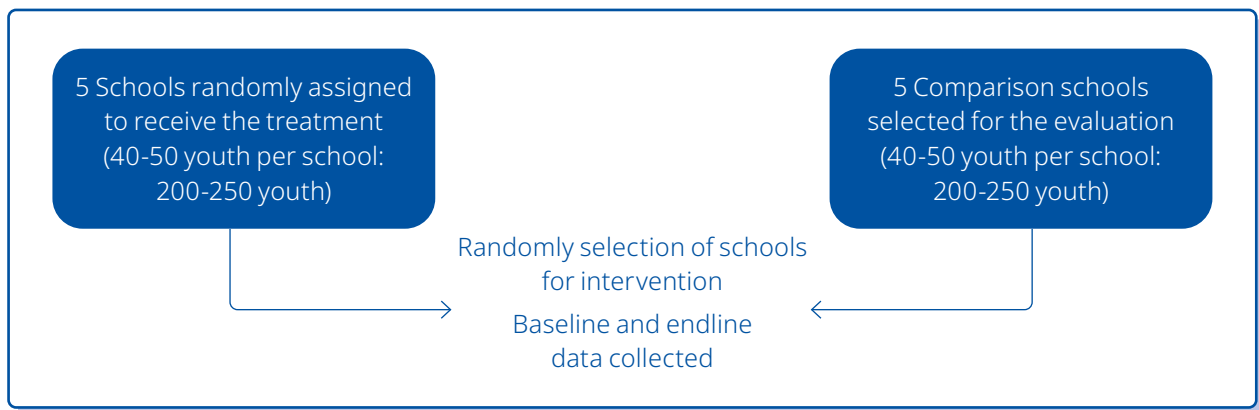 5 Schools randomly assigned
to receive the treatment
(40-50 youth per school:
200-250 youth)
5 Comparison schools
selected for the evaluation
(40-50 youth per school:
200-250 youth)
Randomly selection of schools
for intervention
Baseline and endline
data collected